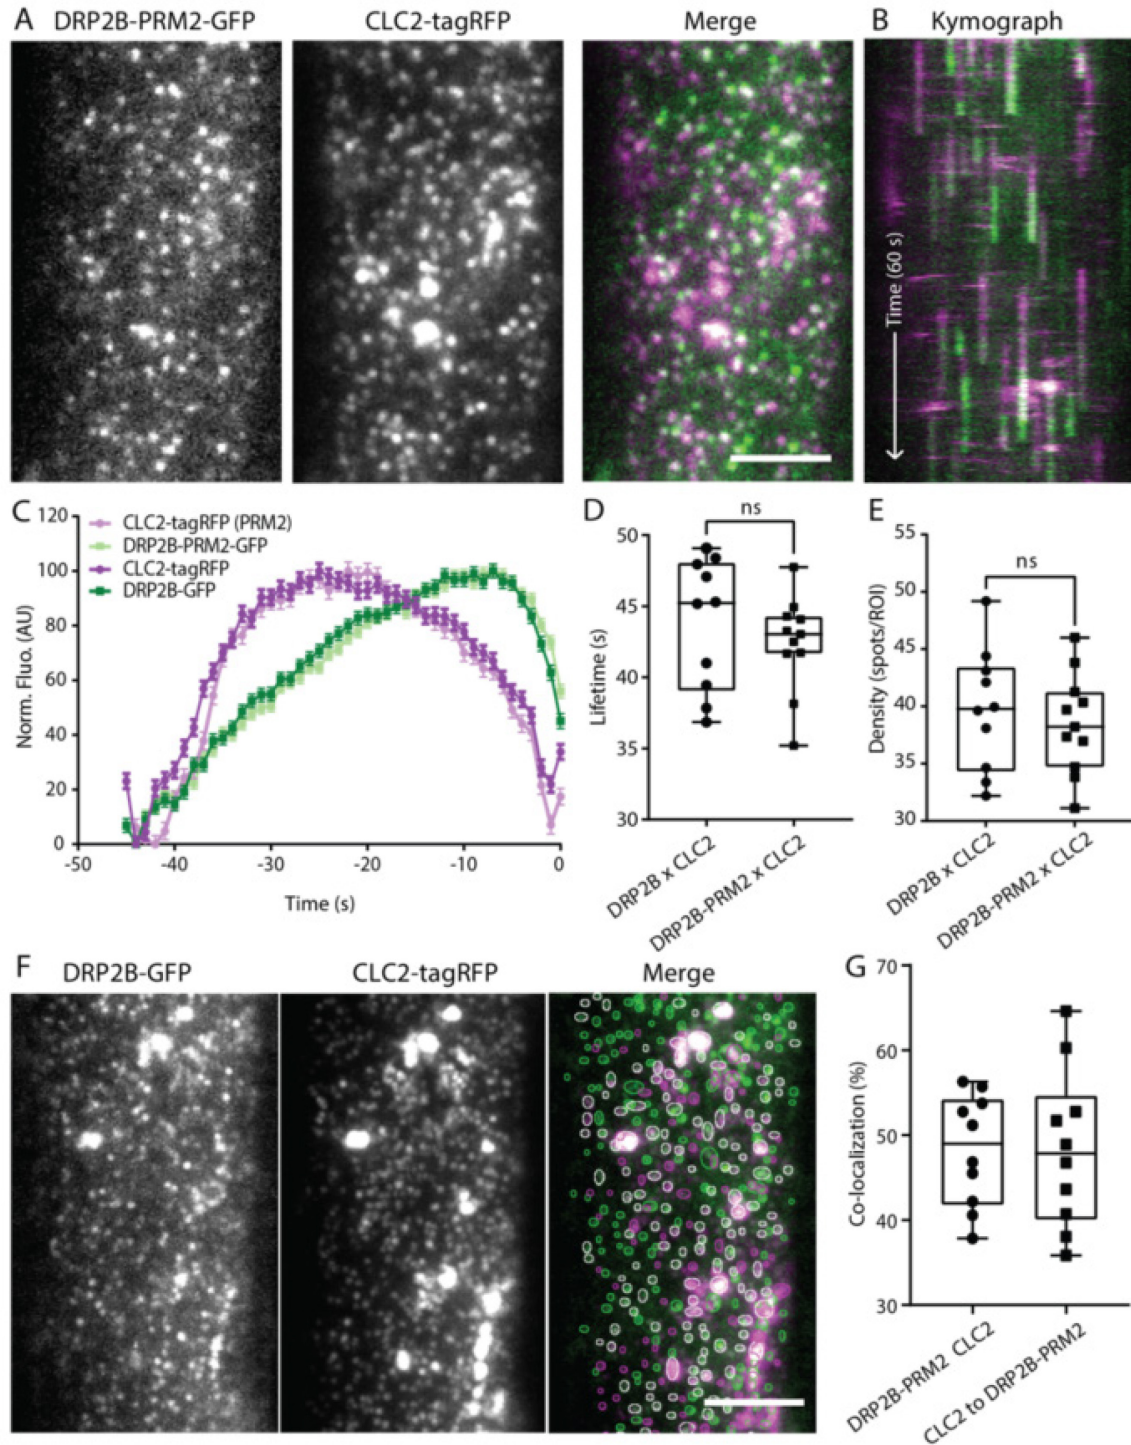 A DRP2B-PRM2-GFP CLC2-tagRFP Merge B Kymograph
Time (60 s)
C
CLC2-tagRFP (PRM2)
DRP2B-PRM2-GFP
CLC2-tagRFP
DRP2B-GFP
120
100
80
60
40
20
0
-50 -40 -30 -20 -10 0
Norm. Fluo. (AU)
Time (s)
D
ns
50
45
40
35
30
Lifetime (s)
DRP2B x CLC2
DRP2B-PRM2 x CLC2
E
ns
55
50
45
40
35
30
Density (spots/ROI)
DRP2B x CLC2
DRP2B-PRM2 x CLC2
F DRP2B-GFP CLC2-tagRFP Merge
G
70
60
50
40
30
Co-localization (%)
DRP2B-PRM2 CLC2
CLC2 to DRP2B-PRM2